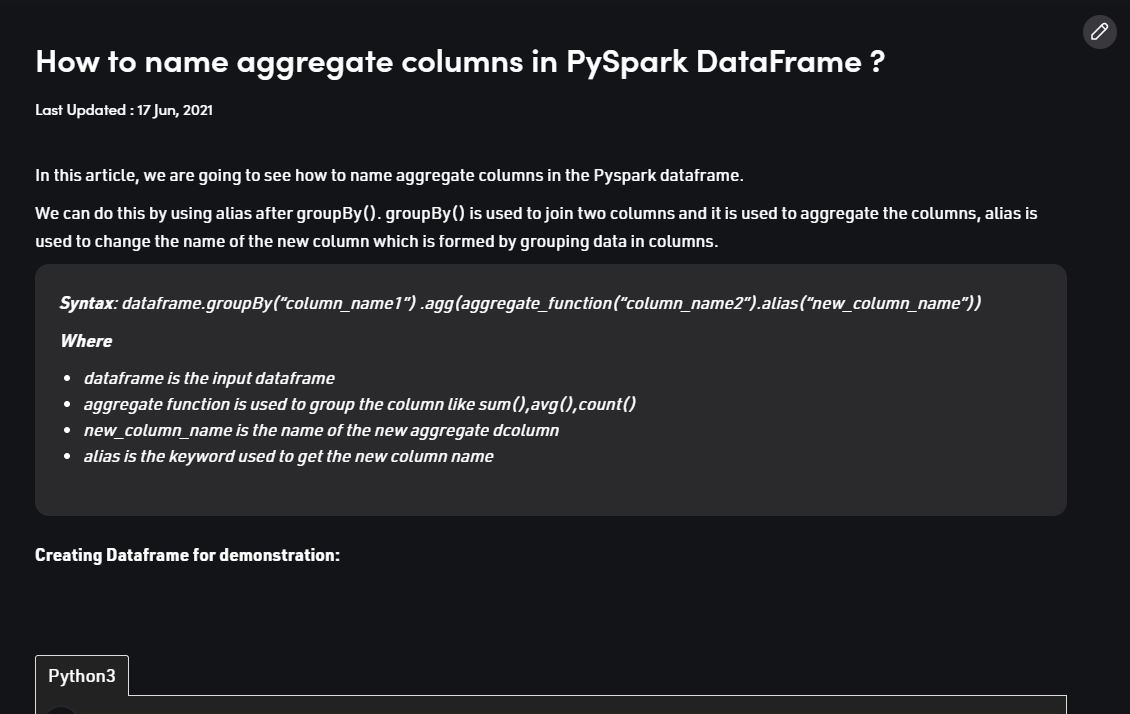 How to name aggregate columns in PySpark DataFrame ?
Last Updated : 17 Jun, 2021
In this article, we are going to see how to name aggregate columns in the Pyspark dataframe.
We can do this by using alias after groupBy(). groupBy() is used to join two columns and it is used to aggregate the columns, alias is
used to change the name of the new column which is formed by grouping data in columns.
Syntax: dataframe.groupBy(“column_name1”) .agg(aggregate_function(“column_name2”).alias(“new_column_name”))
Where
• dataframe is the input dataframe
• aggregate function is used to group the column like sum(),avg(),count()
• new_column_name is the name of the new aggregate dcolumn
• alias is the keyword used to get the new column name
Creating Dataframe for demonstration:
Python3